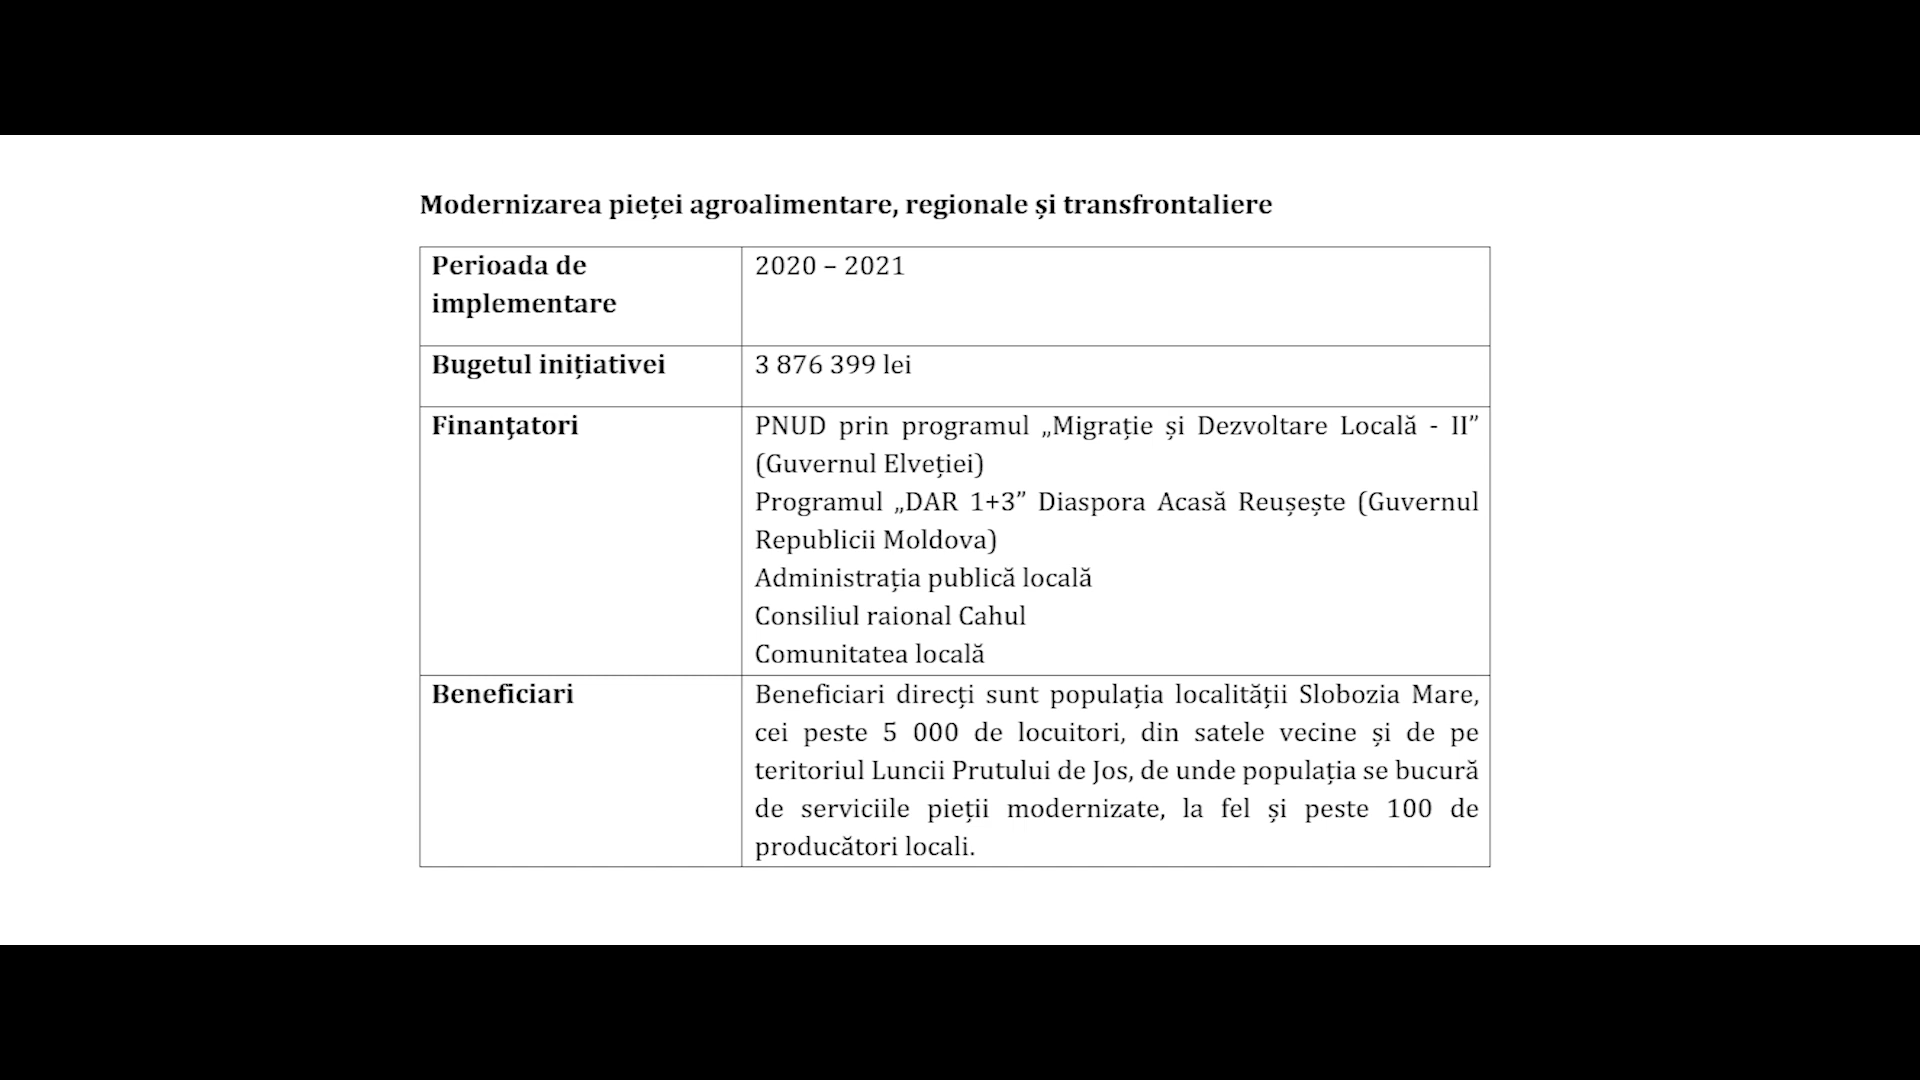 Modernizarea pieței agroalimentare, regionale și transfrontaliere
Perioada de
implementare
2020 – 2021
Bugetul inițiativei
3 876 399 lei
Finanţatori
PNUD prin programul „Migrație și Dezvoltare Locală - II”
(Guvernul Elveției)
Programul „DAR 1+3” Diaspora Acasă Reușește (Guvernul
Republicii Moldova)
Administrația publică locală
Consiliul raional Cahul
Comunitatea locală
Beneficiari
Beneficiari direcți sunt populația localității Slobozia Mare,
cei peste 5 000 de locuitori, din satele vecine și de pe
teritoriul Luncii Prutului de Jos, de unde populația se bucură
de serviciile pieții modernizate, la fel și peste 100 de
producători locali.